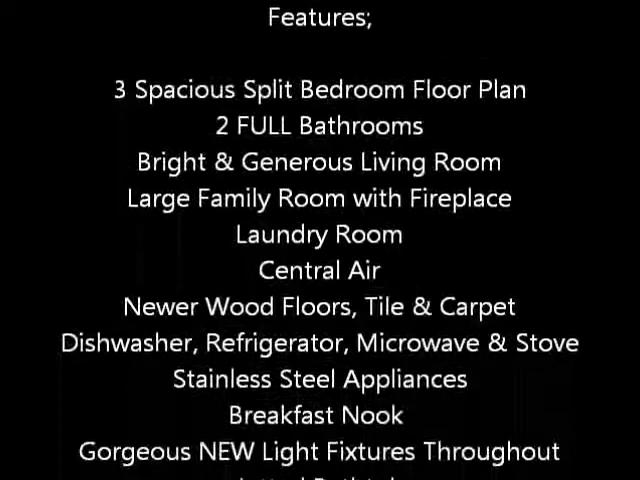 Features;
3 Spacious Split Bedroom Floor Plan
2 FULL Bathrooms
Bright & Generous Living Room
Large Family Room with Fireplace
Laundry Room
Central Air
Newer Wood Floors, Tile & Carpet
Dishwasher, Refrigerator, Microwave & Stove
Stainless Steel Appliances
Breakfast Nook
Gorgeous NEW Light Fixtures Throughout